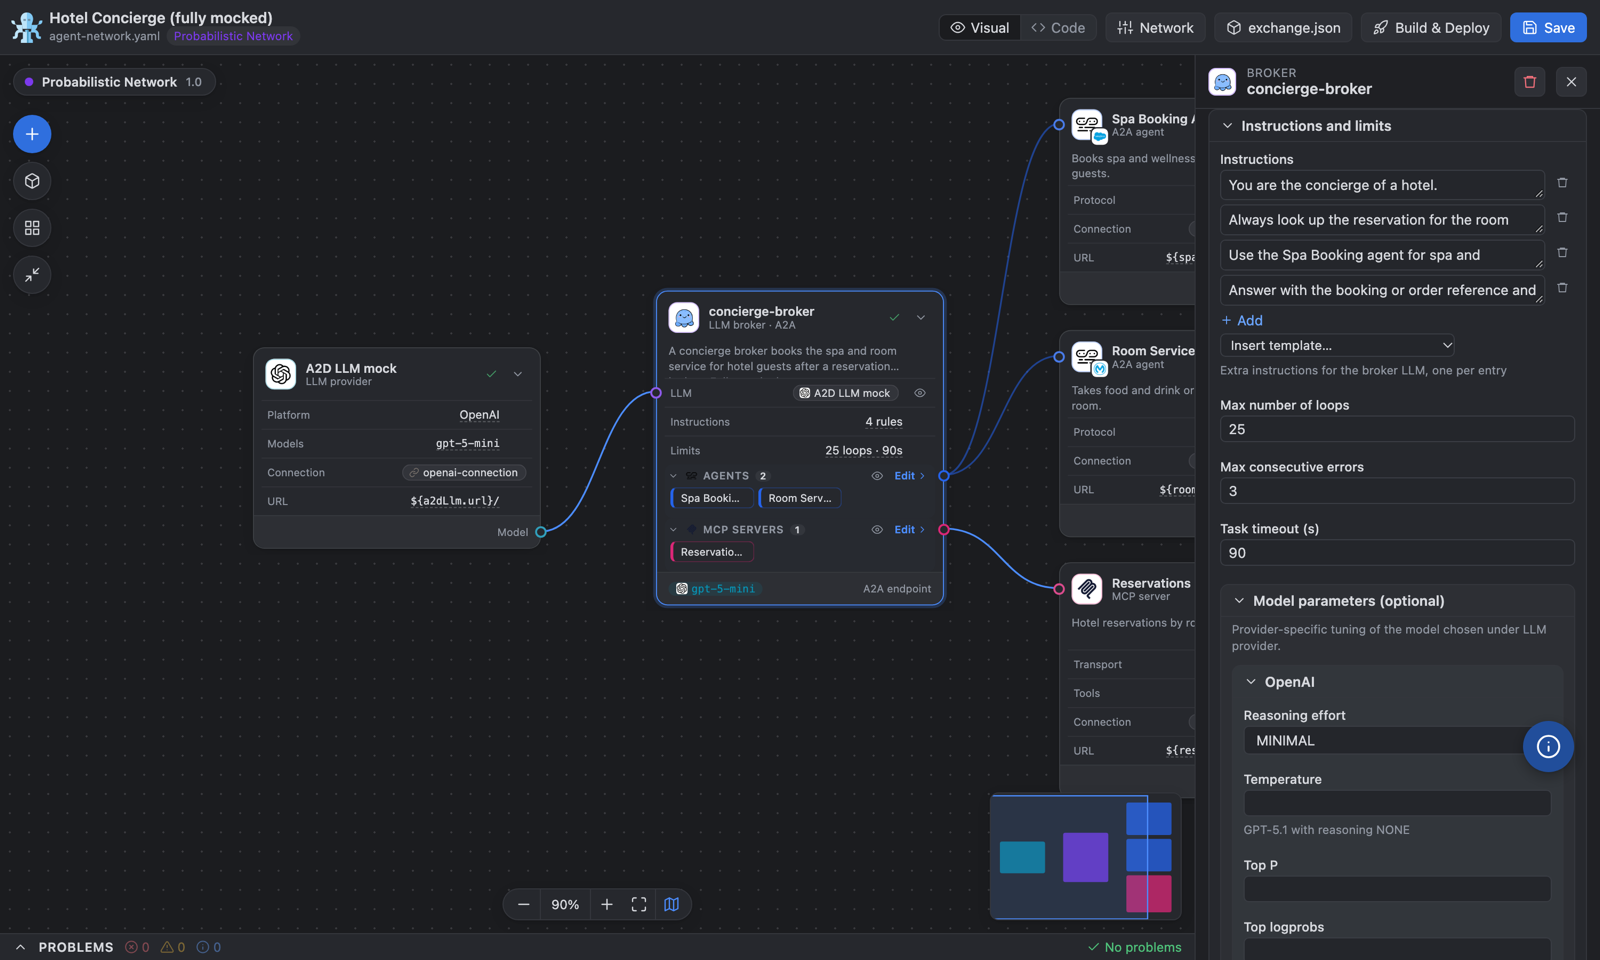 Hotel Concierge (fully mocked)
agent-network.yaml
Probabilistic Network
Visual
Code
Network
exchange.json
Build & Deploy
Save
Probabilistic Network 1.0
A2D LLM mock
LLM provider
Platform
OpenAI
Models
gpt-5-mini
Connection
openai-connection
URL
${a2dLlm.url}/
Model
concierge-broker
LLM broker · A2A
A concierge broker books the spa and room
service for hotel guests after a reservation...
LLM
A2D LLM mock
Instructions
4 rules
Limits
25 loops · 90s
AGENTS 2
Edit
Spa Booki...
Room Serv...
MCP SERVERS 1
Edit
Reservatio...
gpt-5-mini
A2A endpoint
Spa Booking A
A2A agent
Books spa and wellness
guests.
Protocol
Connection
URL
${spa
Room Service
A2A agent
Takes food and drink or
room.
Protocol
Connection
URL
${room
Reservations
MCP server
Hotel reservations by ro
Transport
Tools
Connection
URL
${res
90%
PROBLEMS 0 0 0
No problems
BROKER
concierge-broker
Instructions and limits
Instructions
You are the concierge of a hotel.
Always look up the reservation for the room
Use the Spa Booking agent for spa and
Answer with the booking or order reference and
+ Add
Insert template...
Extra instructions for the broker LLM, one per entry
Max number of loops
25
Max consecutive errors
3
Task timeout (s)
90
Model parameters (optional)
Provider-specific tuning of the model chosen under LLM
provider.
OpenAI
Reasoning effort
MINIMAL
Temperature
GPT-5.1 with reasoning NONE
Top P
Top logprobs